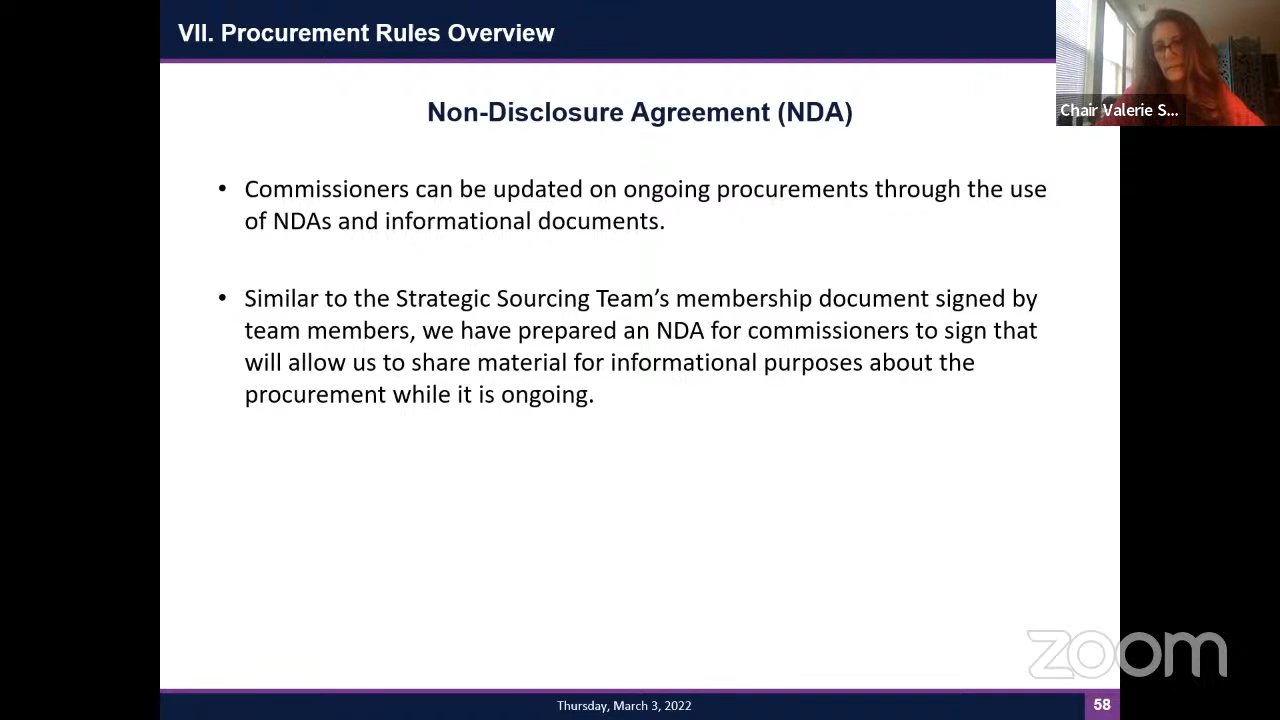 VII. Procurement Rules Overview
Chair Valerie S...
Non-Disclosure Agreement (NDA)
• Commissioners can be updated on ongoing procurements through the use
of NDAs and informational documents.
• Similar to the Strategic Sourcing Team’s membership document signed by
team members, we have prepared an NDA for commissioners to sign that
will allow us to share material for informational purposes about the
procurement while it is ongoing.
zoom
Thursday, March 3, 2022
58